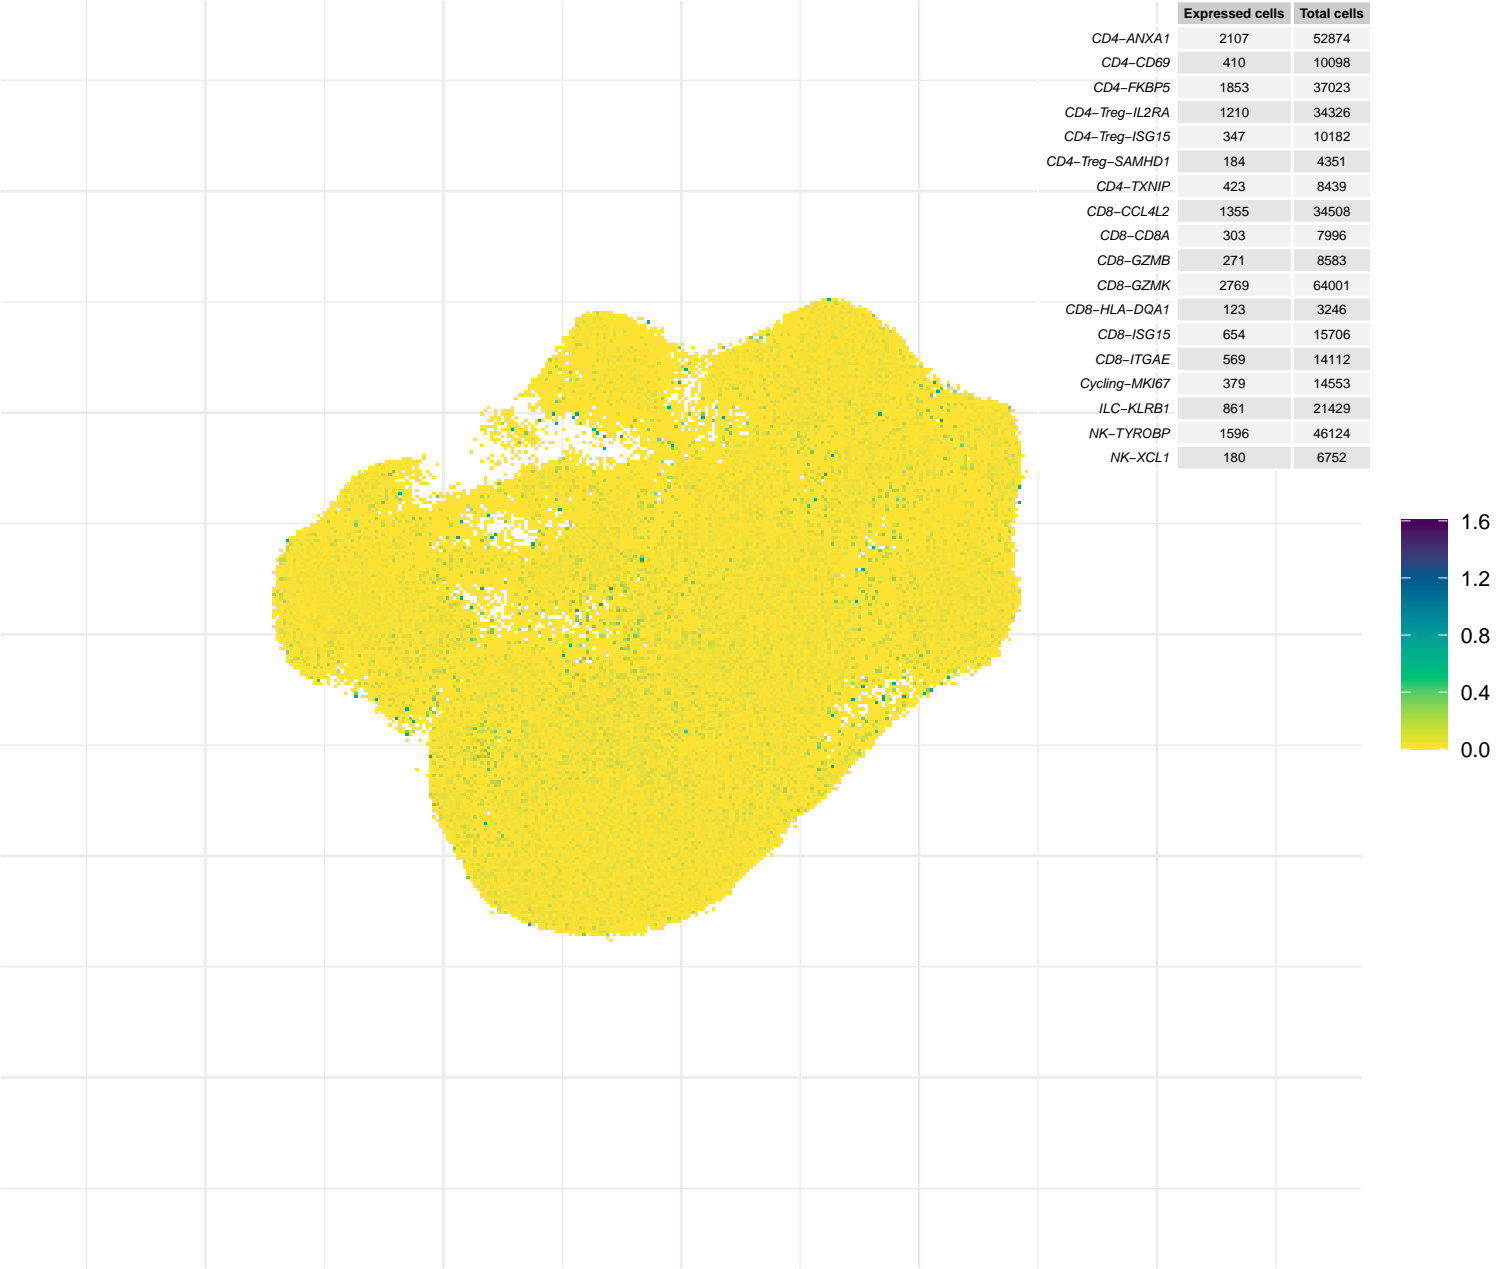 Expressed cells Total cells
CD4−ANXA1 2107 52874
CD4−CD69 410 10098
CD4−FKBP5 1853 37023
CD4−Treg−IL2RA 1210 34326
CD4−Treg−ISG15 347 10182
CD4−Treg−SAMHD1 184 4351
CD4−TXNIP 423 8439
CD8−CCL4L2 1355 34508
CD8−CD8A 303 7996
CD8−GZMB 271 8583
CD8−GZMK 2769 64001
CD8−HLA−DQA1 123 3246
CD8−ISG15 654 15706
CD8−ITGAE 569 14112
Cycling−MKI67 379 14553
ILC−KLRB1 861 21429
NK−TYROBP 1596 46124
NK−XCL1 180 6752
1.6
1.2
0.8
0.4
0.0